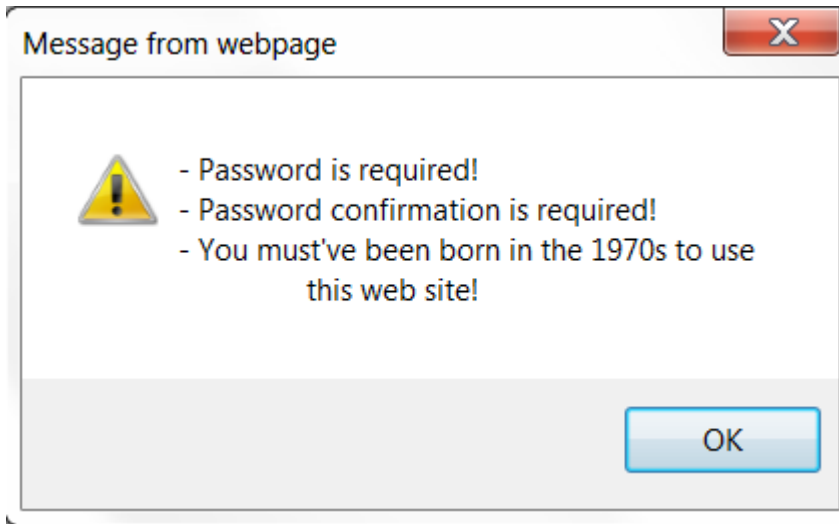 Message from webpage
- Password is required!
- Password confirmation is required!
- You must've been born in the 1970s to use
this web site!
OK